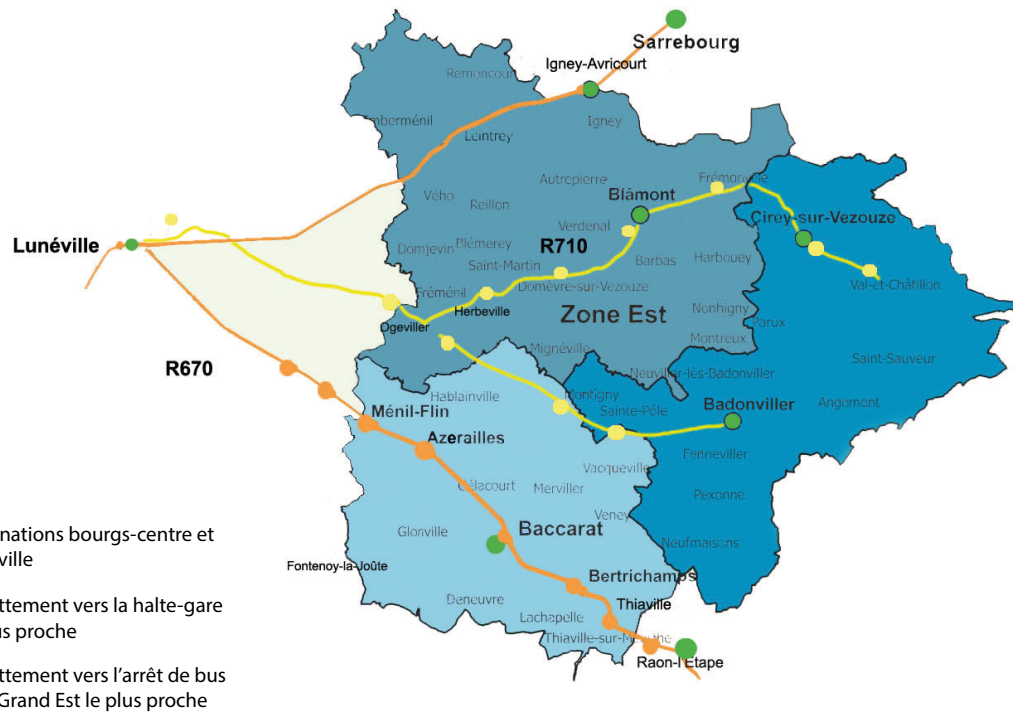 Sarrebourg
Igney-Avricourt
Remoncourt
Igney
Emberménil
Leintrey
Autrepierre
Frémonville
Vého
Reillon
Blâmont
Cirey-sur-Vezouze
Verdenal
R710
Lunéville
Domjevin
Blémerey
Saint-Martin
Barbas
Harbouey
Domèvre-sur-Vezouze
Val-et-Châtillon
Fréménil
Herbeville
Zone Est
Nonhigny
Parux
Ogeviller
Montreux
Mignéville
Saint-Sauveur
R670
Neuviller-lès-Badonviller
Hablainville
Montigny
Ménil-Flin
Sainte-Pôle
Badonviller
Angomont
Azerailles
Fenneviller
Vacqueville
Gélacourt
Merviller
Pexonne
Glonville
Baccarat
Veney
Neufmaisons
Fontenoy-la-Joûte
Bertrichamps
Deneuvre
Thiaville
Lachapelle
Thiaville-sur-Meurthe
Raon-l'Etape
nations bourgs-centre et
ville
ttement vers la halte-gare
us proche
ttement vers l'arrêt de bus
Grand Est le plus proche